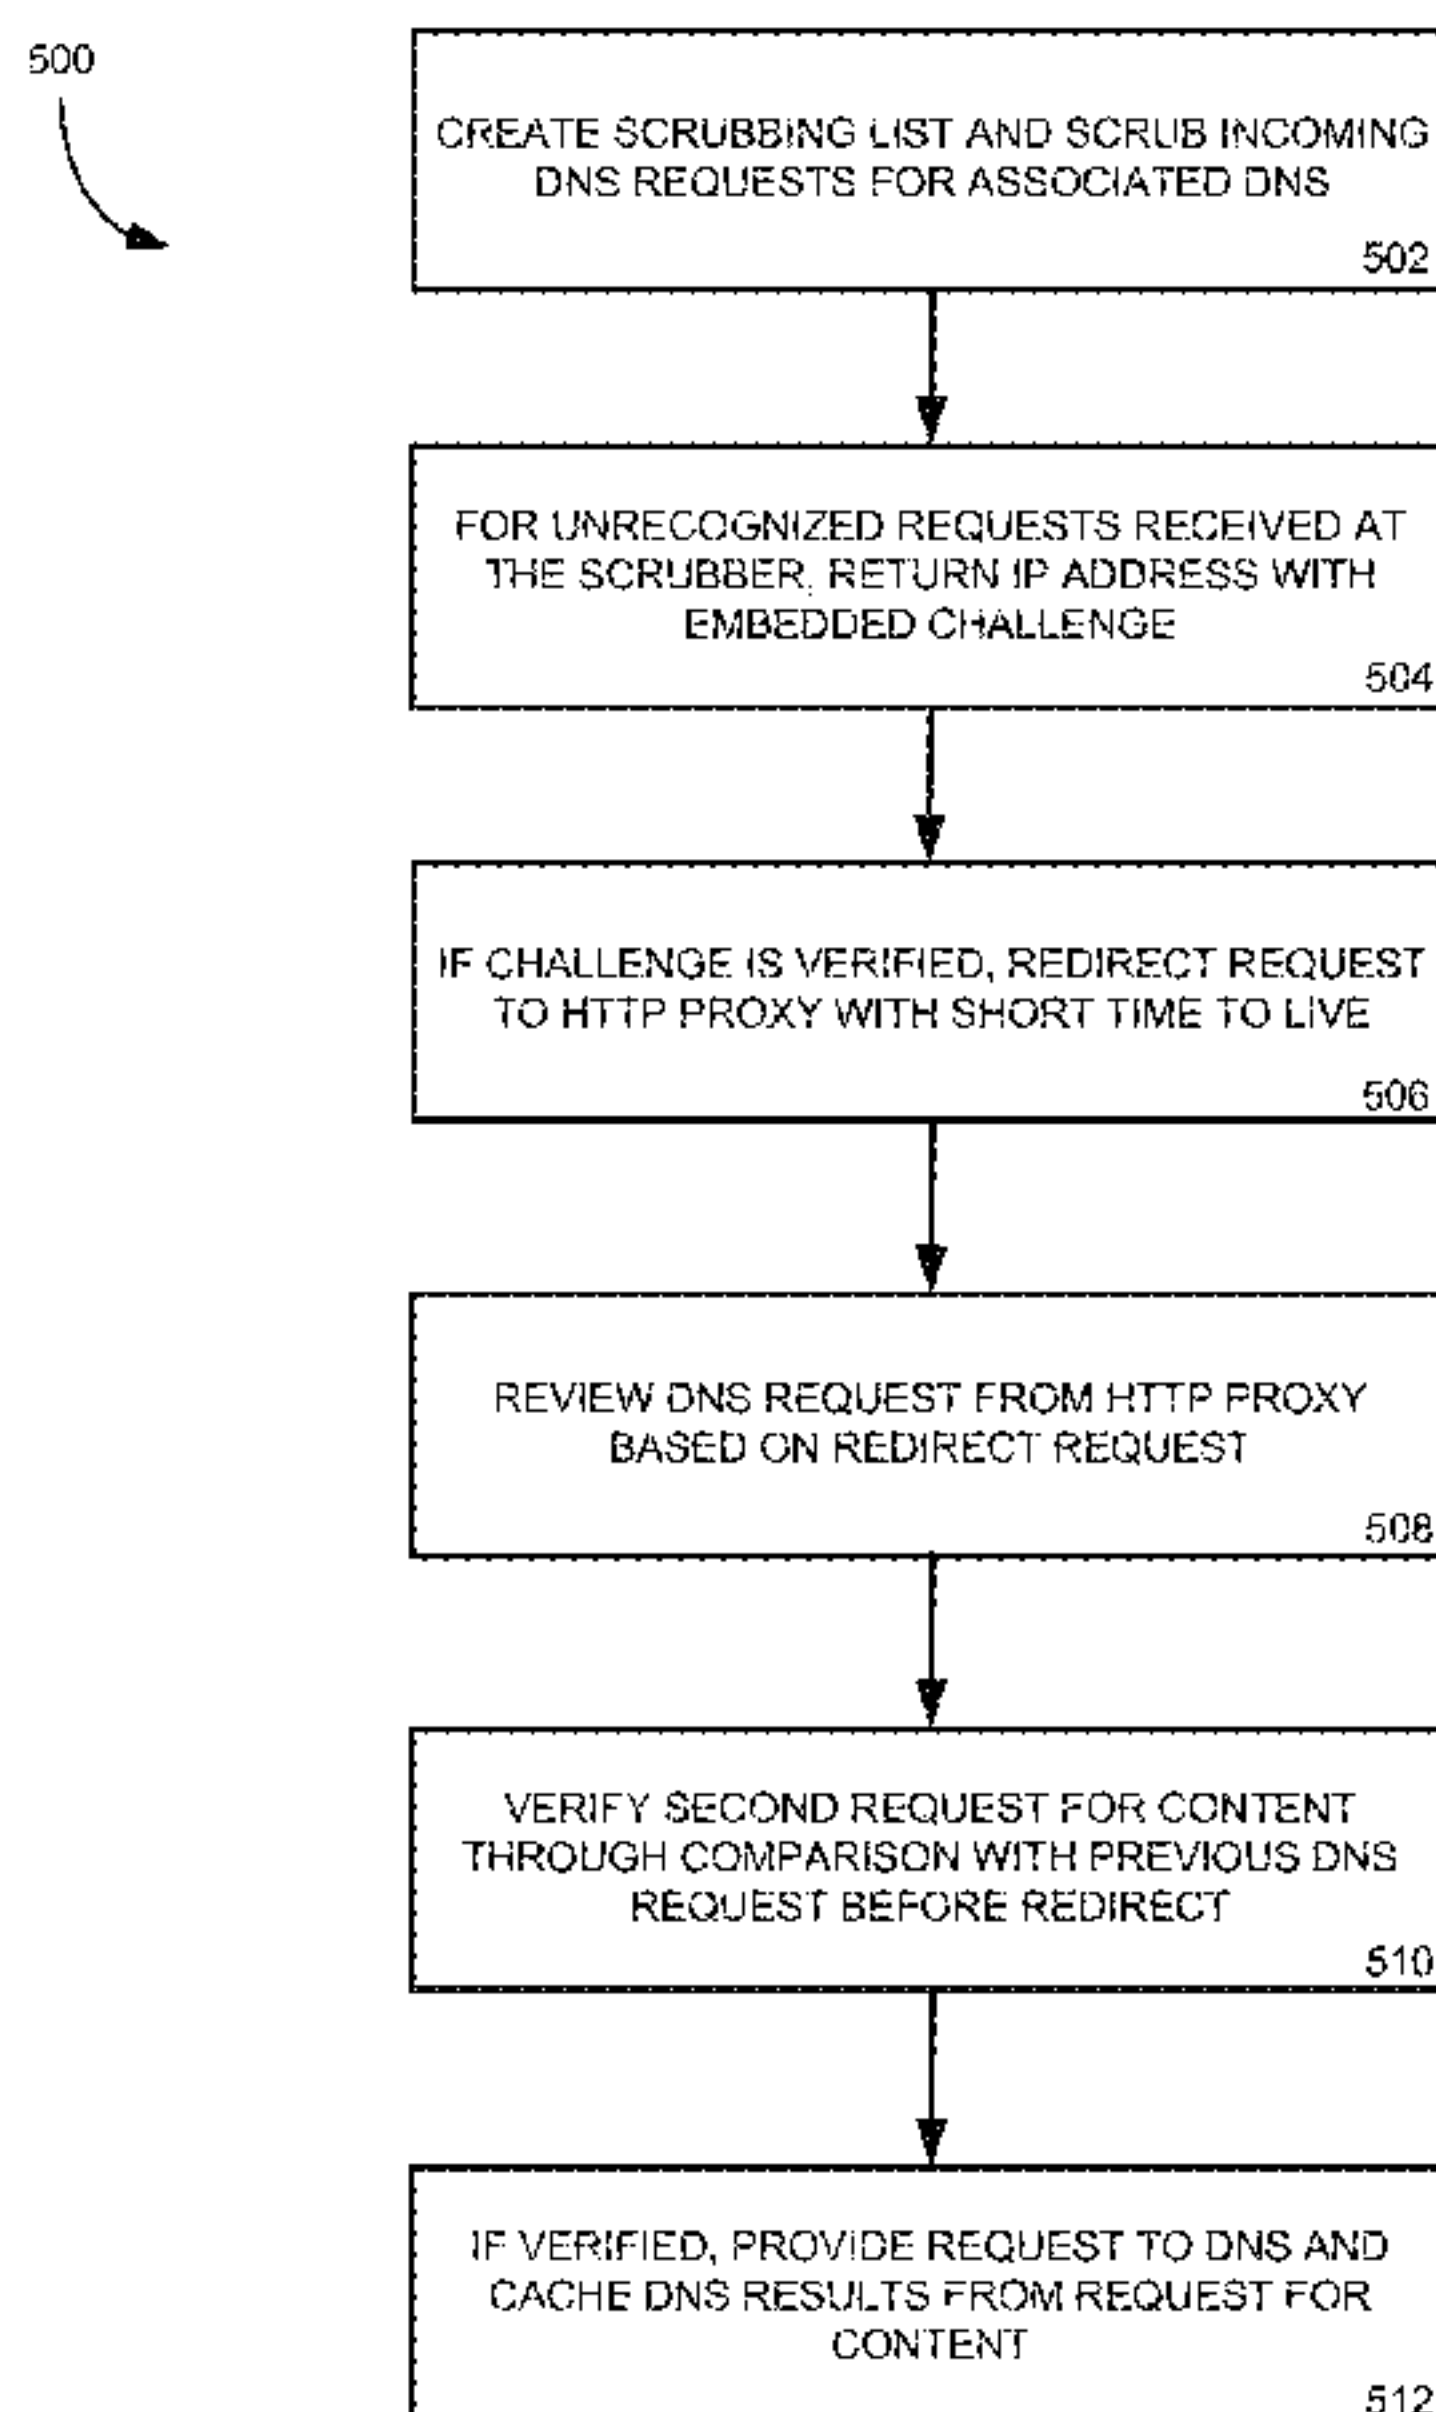 500
CREATE SCRUBBING LIST AND SCRUB INCOMING
DNS REQUESTS FOR ASSOCIATED DNS
502
FOR UNRECOGNIZED REQUESTS RECEIVED AT
THE SCRUBBER, RETURN IP ADDRESS WITH
EMBEDDED CHALLENGE
504
IF CHALLENGE IS VERIFIED, REDIRECT REQUEST
TO HTTP PROXY WITH SHORT TIME TO LIVE
506
REVIEW DNS REQUEST FROM HTTP PROXY
BASED ON REDIRECT REQUEST
508
VERIFY SECOND REQUEST FOR CONTENT
THROUGH COMPARISON WITH PREVIOUS DNS
REQUEST BEFORE REDIRECT
510
IF VERIFIED, PROVIDE REQUEST TO DNS AND
CACHE DNS RESULTS FROM REQUEST FOR
CONTENT
512